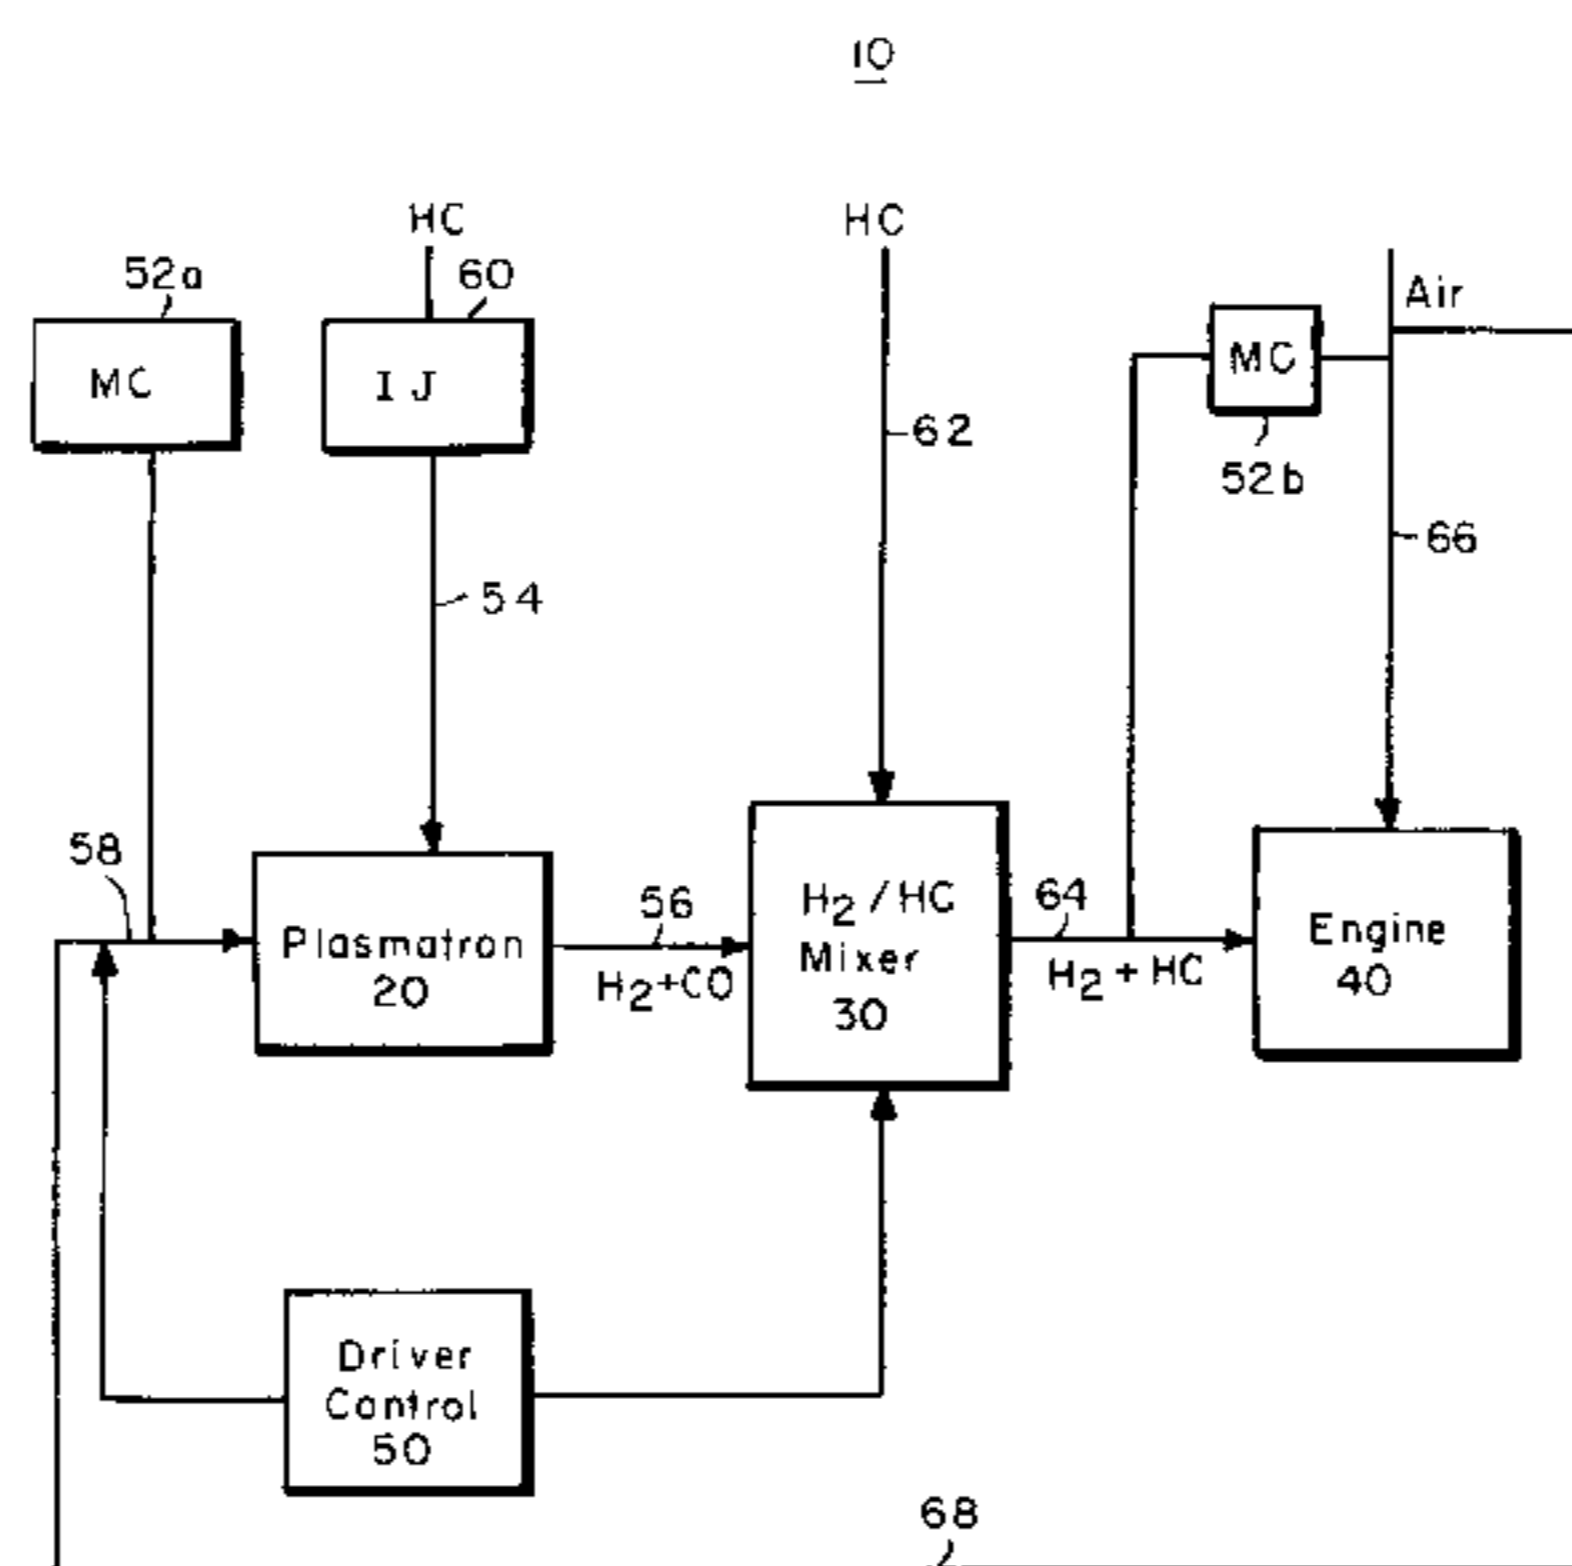 10
HC
HC
52a
60
Air
MC
IJ
MC
62
52b
66
54
58
56
64
H2/HC
Mixer
30
Plasmatron
20
H2+CO
H2+HC
Engine
40
Driver
Control
50
68